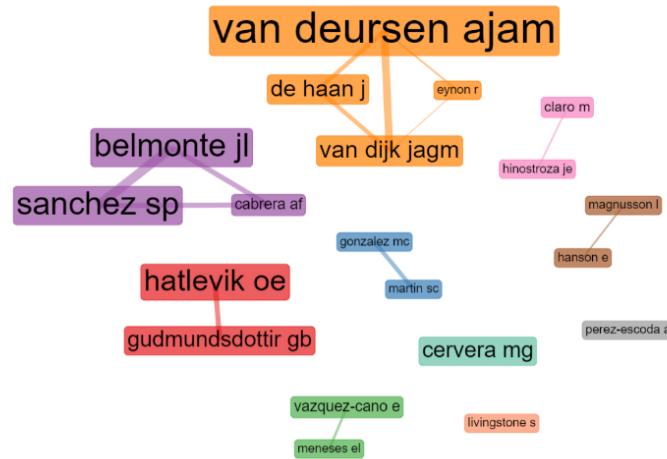 van deursen ajam
de haan j
eynon r
claro m
belmonte jl
van dijk jagm
hinostroza je
sanchez sp
cabrera af
magnusson l
gonzalez mc
hanson e
hatlevik oe
martin sc
perez-escoda a
gudmundsdottir gb
cervera mg
vazquez-cano e
livingstone s
meneses el